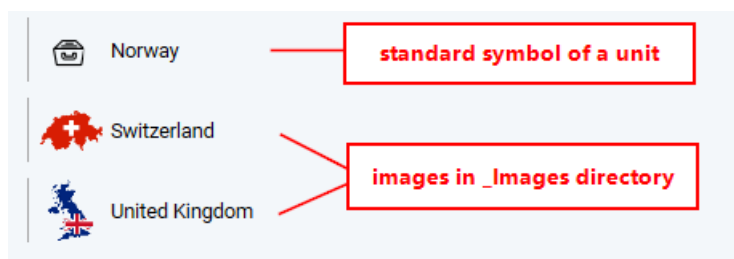 Norway
standard symbol of a unit
Switzerland
images in _Images directory
United Kingdom